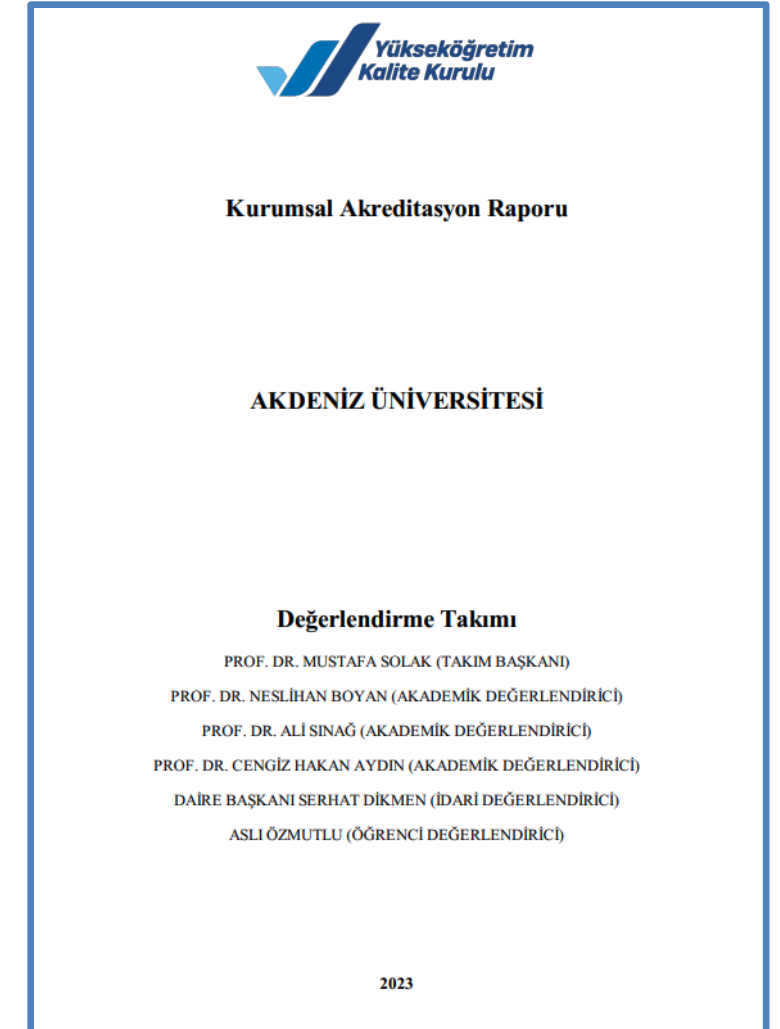 Yükseköğretim
Kalite Kurulu
Kurumsal Akreditasyon Raporu
AKDENİZ ÜNİVERSİTESİ
Değerlendirme Takımı
PROF. DR. MUSTAFA SOLAK (TAKIM BAŞKANI)
PROF. DR. NESLİHAN BOYAN (AKADEMİK DEĞERLENDİRİCİ)
PROF. DR. ALİ SINAĞ (AKADEMİK DEĞERLENDİRİCİ)
PROF. DR. CENGİZ HAKAN AYDIN (AKADEMİK DEĞERLENDİRİCİ)
DAİRE BAŞKANI SERHAT DİKMEN (İDARİ DEĞERLENDİRİCİ)
ASLI ÖZMUTLU (ÖĞRENCİ DEĞERLENDİRİCİ)
2023